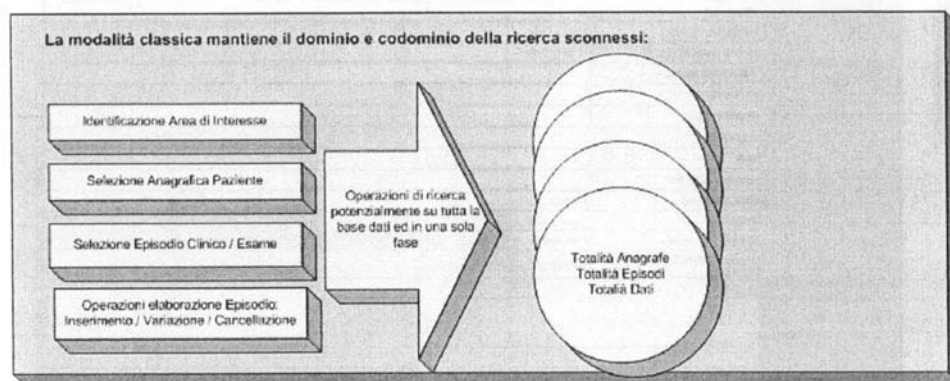 La modalità classica mantiene il dominio e codominio della ricerca sconnessi:
Identificazione Area di Interesse
Selezione Anagrafica Paziente
Selezione Episodio Clinico / Esame
Operazioni elaborazione Episodio:
Inserimento / Variazione / Cancellazione
Operazioni di ricerca
potenzialmente su tutta la
base dati ed in una sola
fase
Totalità Anagrafe
Totalità Episodi
Totalià Dati